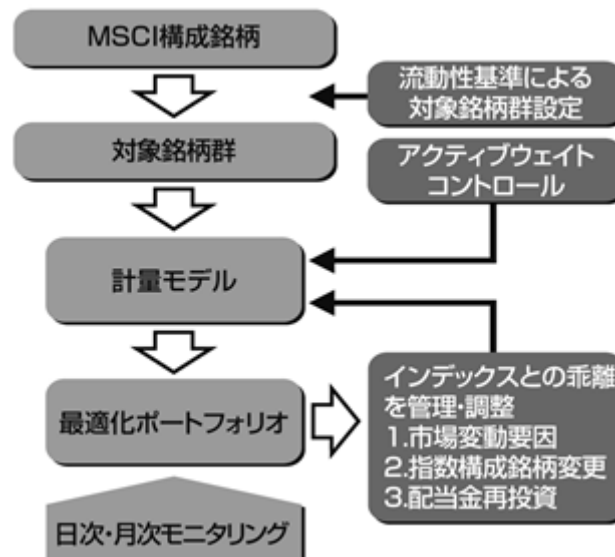 MSCI構成銘柄
流動性基準による
対象銘柄群設定
対象銘柄群
アクティブウェイト
コントロール
計量モデル
最適化ポートフォリオ
インデックスとの乖離
を管理・調整
1.市場変動要因
2.指数構成銘柄変更
3.配当金再投資
日次・月次モニタリング